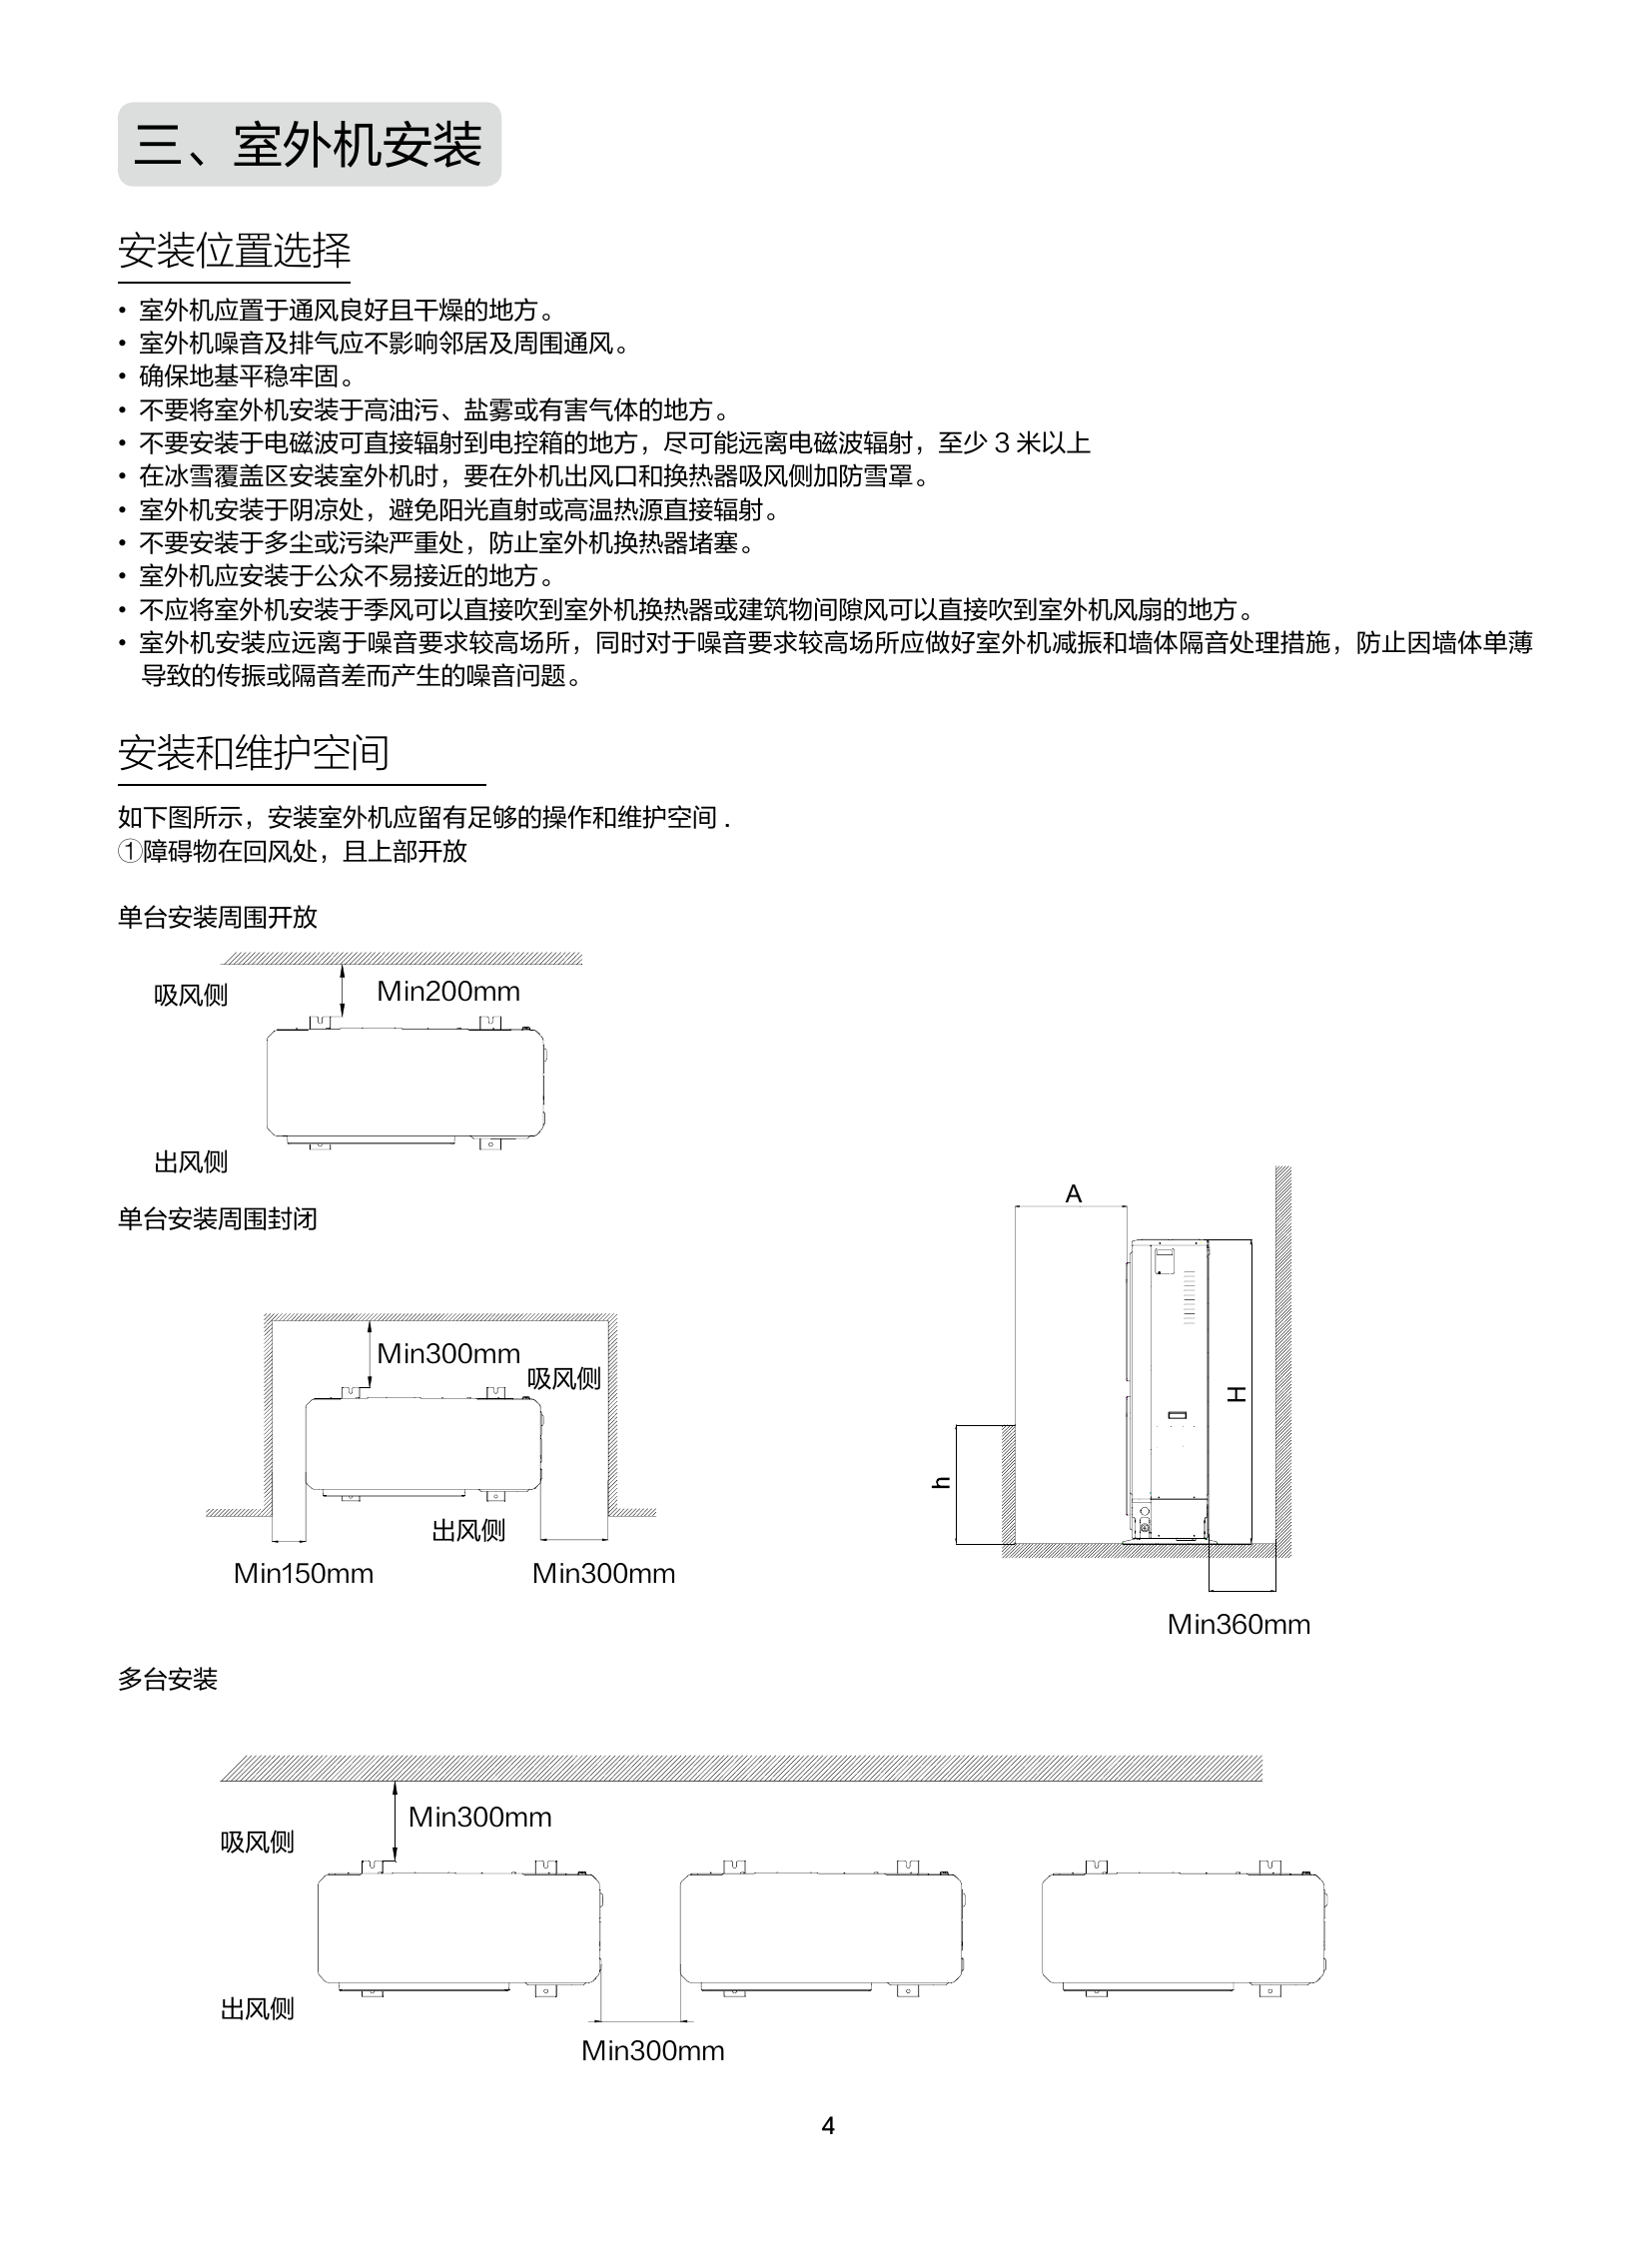 三、室外机安装
安装位置选择
• 室外机应置于通风良好且干燥的地方。
• 室外机噪音及排气应不影响邻居及周围通风。
• 确保地基平稳牢固。
• 不要将室外机安装于高油污、盐雾或有害气体的地方。
• 不要安装于电磁波可直接辐射到电控箱的地方，尽可能远离电磁波辐射，至少 3 米以上
• 在冰雪覆盖区安装室外机时，要在外机出风口和换热器吸风侧加防雪罩。
• 室外机安装于阴凉处，避免阳光直射或高温热源直接辐射。
• 不要安装于多尘或污染严重处，防止室外机换热器堵塞。
• 室外机应安装于公众不易接近的地方。
• 不应将室外机安装于季风可以直接吹到室外机换热器或建筑物间隙风可以直接吹到室外机风扇的地方。
• 室外机安装应远离于噪音要求较高场所，同时对于噪音要求较高场所应做好室外机减振和墙体隔音处理措施，防止因墙体单薄
导致的传振或隔音差而产生的噪音问题。
安装和维护空间
如下图所示，安装室外机应留有足够的操作和维护空间 .
①障碍物在回风处，且上部开放
单台安装周围开放
吸风侧
Min200mm
出风侧
单台安装周围封闭
Min300mm
吸风侧
出风侧
Min150mm
Min300mm
A
H
h
Min360mm
多台安装
Min300mm
吸风侧
出风侧
Min300mm
4